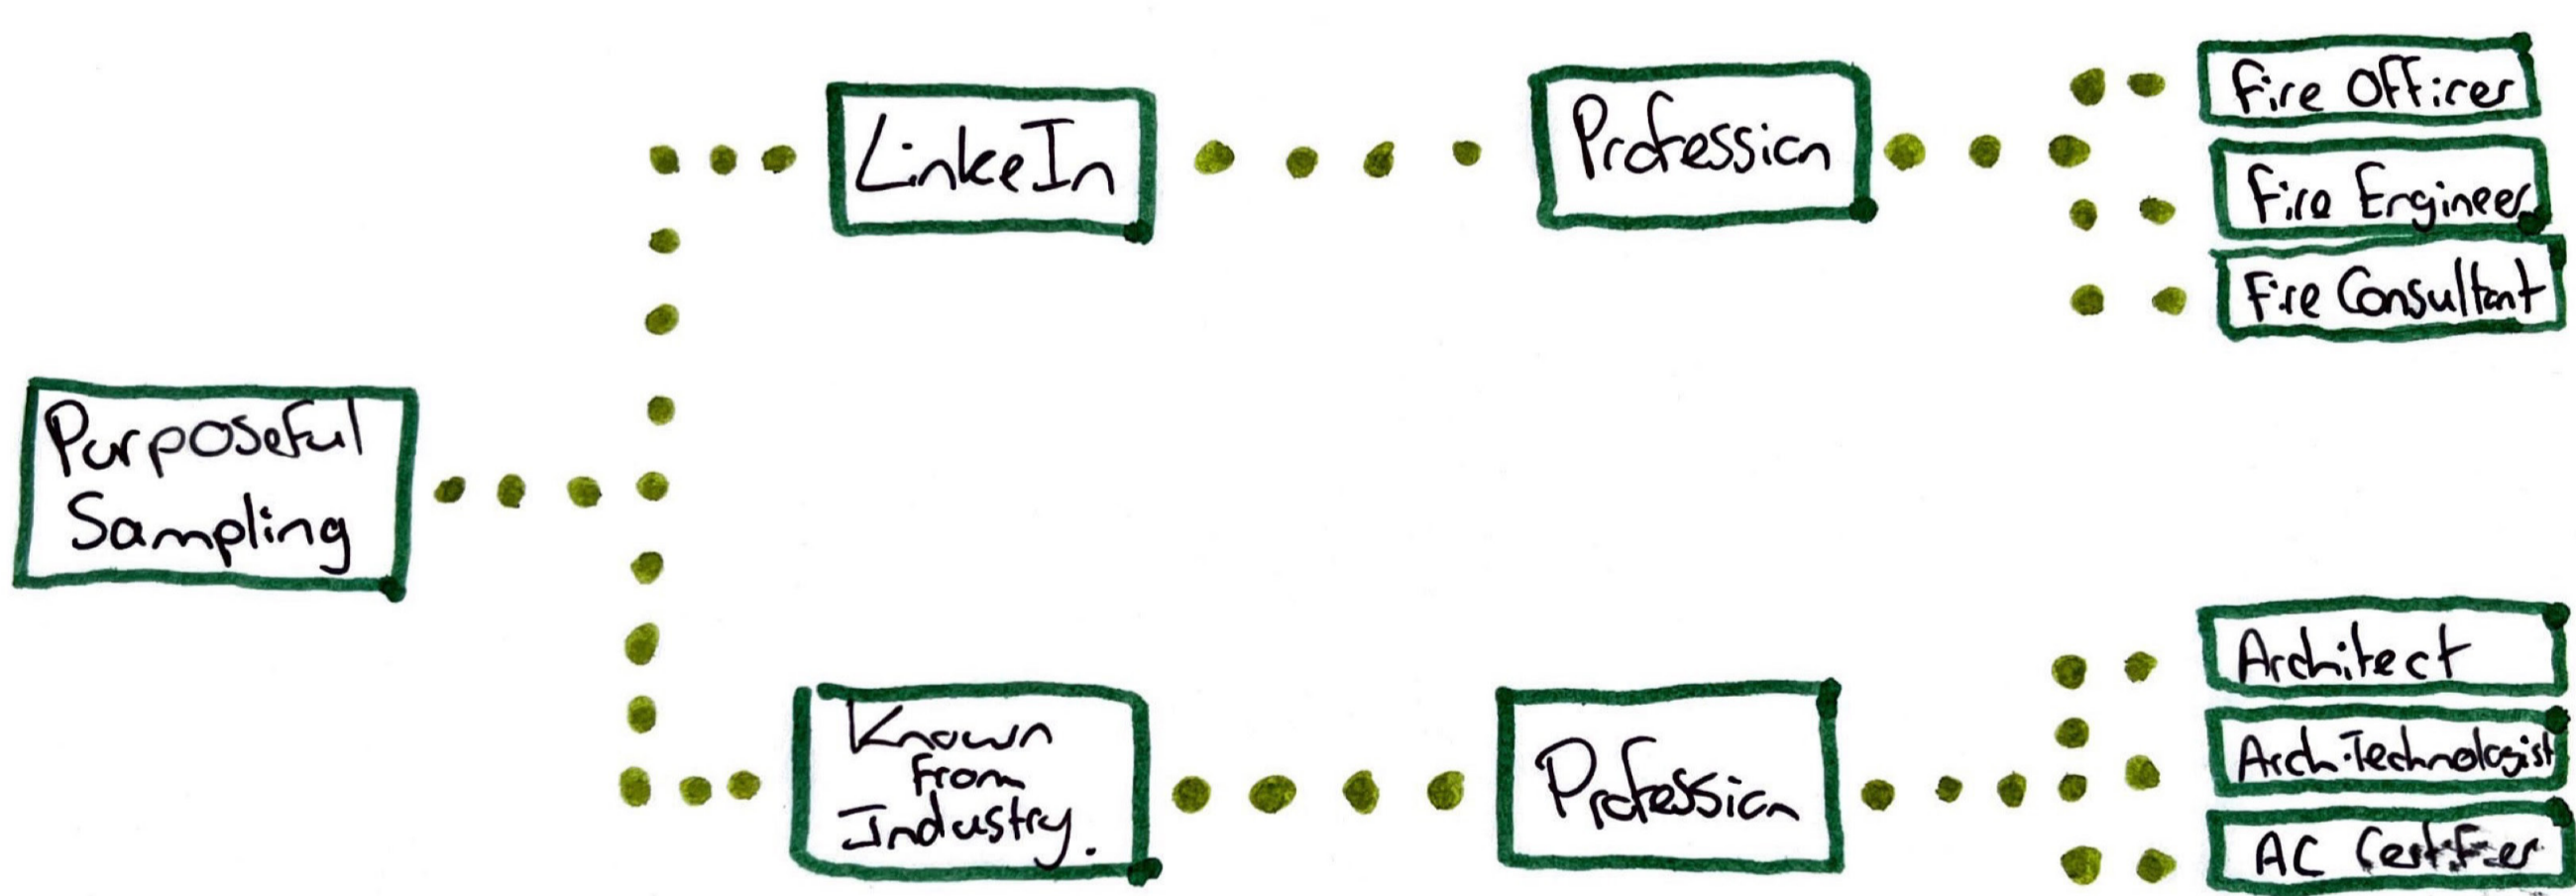 Purposeful
Sampling
LinkeIn
Profession
Fire Officer
Fire Engineer
Fire Consultant
Known
From
Industry.
Profession
Architect
Arch.Technologist
AC Certifier